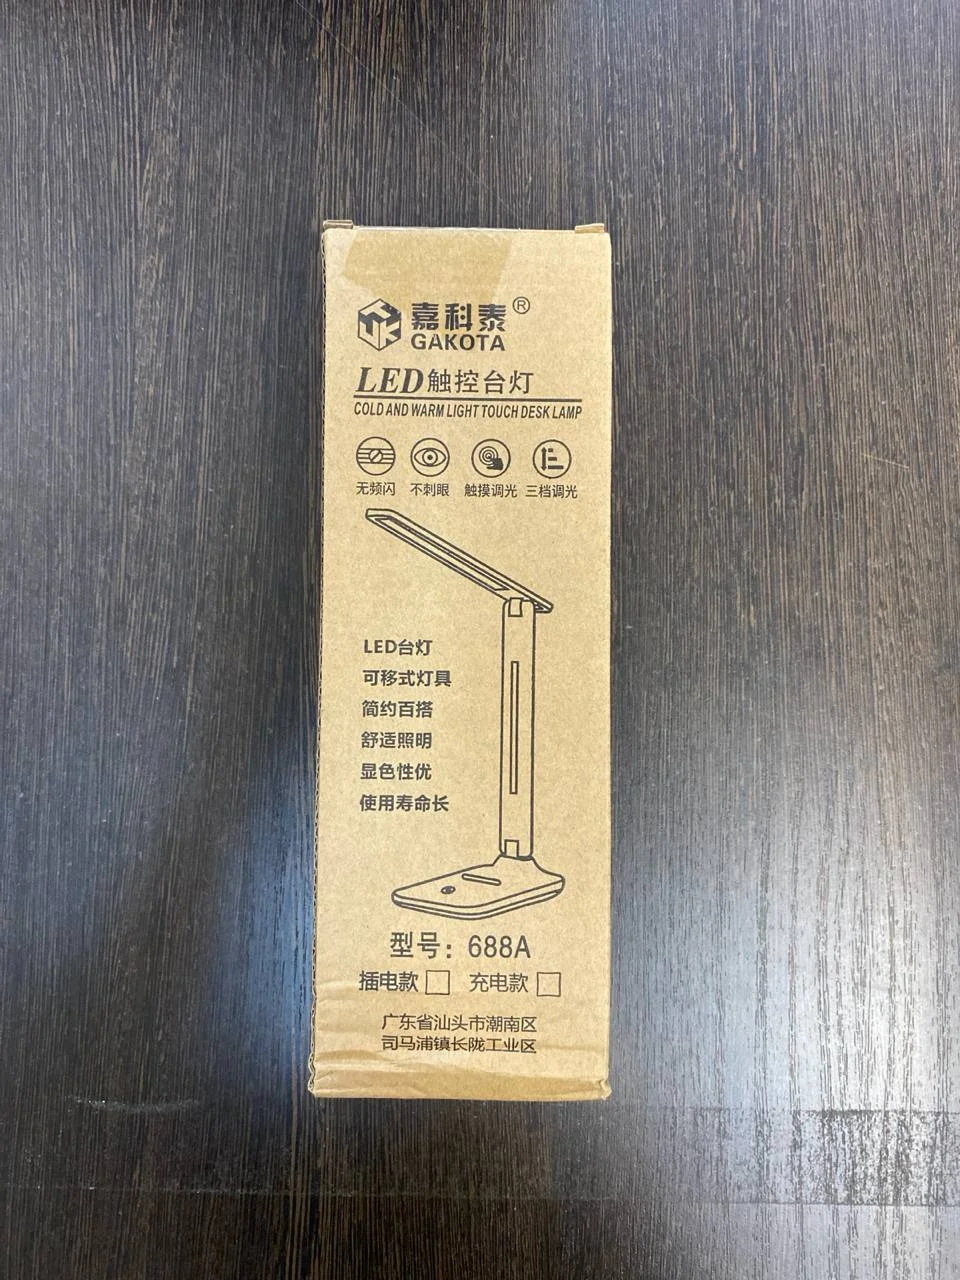 嘉科泰®
GAKOTA
LED触控台灯
COLD AND WARM LIGHT TOUCH DESK LAMP
无频闪 不刺眼 触摸调光 三档调光
LED台灯
可移式灯具
简约百搭
舒适照明
显色性优
使用寿命长
型号：688A
插电款 充电款
广东省汕头市潮南区
司马浦镇长陇工业区